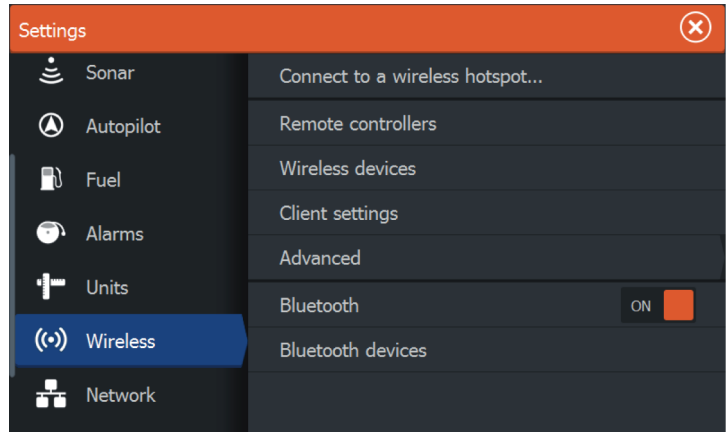 Settings
Sonar
Autopilot
Fuel
Alarms
Units
Wireless
Network
Connect to a wireless hotspot...
Remote controllers
Wireless devices
Client settings
Advanced
Bluetooth ON
Bluetooth devices